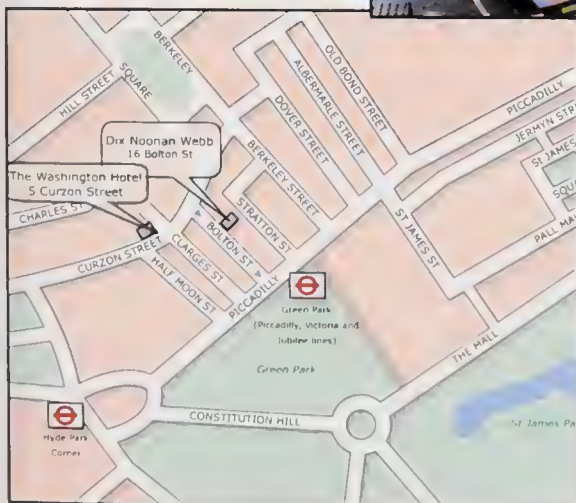 BERKELEY
SQUARE
HILL STREET
OLD BOND STREET
ALBERMARLE STREET
DOVER STREET
BERKELEY STREET
PICCADILLY
JERMYN STR
ST JAMES
SQU
PALL MA
ST JAMES ST
Dix Noonan Webb
16 Bolton St
The Washington Hotel
5 Curzon Street
CHARLES ST
STRATTON ST
BOLTON ST
CLARGES ST
CURZON STREET
HALF MOON ST
PICCADILLY
Green Park
(Piccadilly, Victoria and
Jubilee lines)
Green Park
THE MALL
CONSTITUTION HILL
St James Pa
Hyde Park
Corner